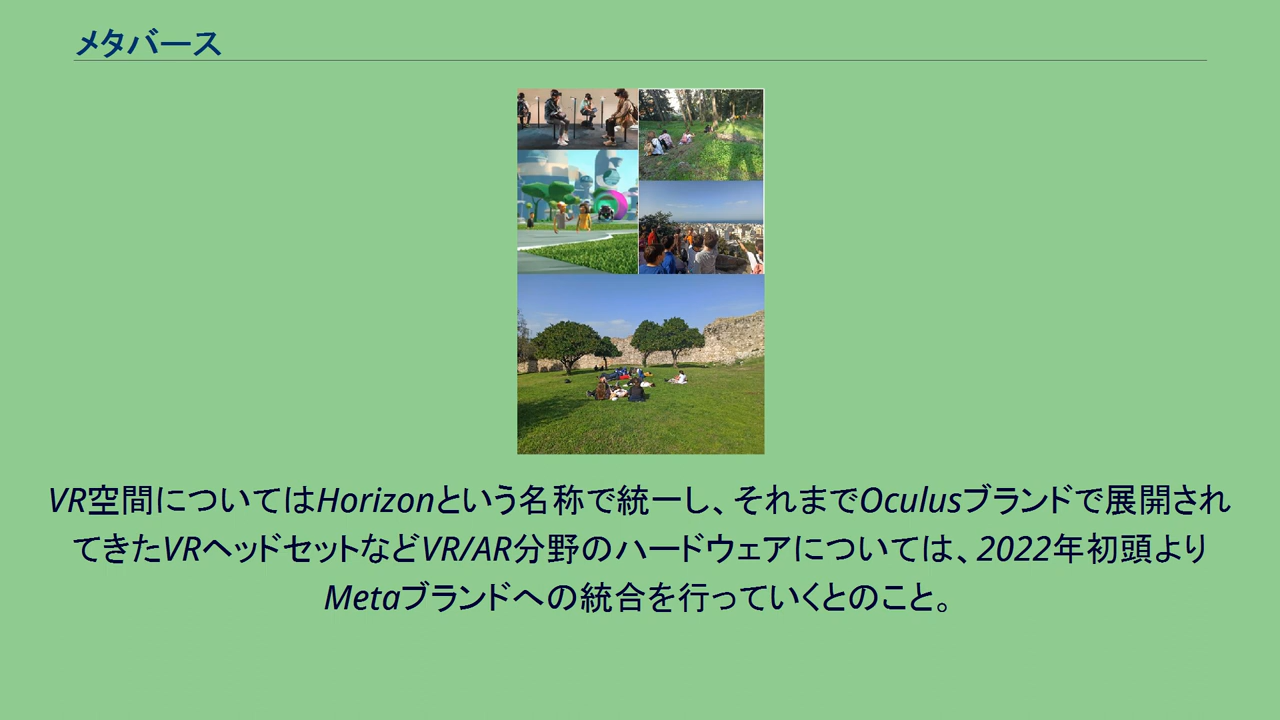 メタバース
VR空間についてはHorizonという名称で統一し、それまでOculusブランドで展開され
てきたVRヘッドセットなどVR/AR分野のハードウェアについては、2022年初頭より
Metaブランドへの統合を行っていくとのこと。